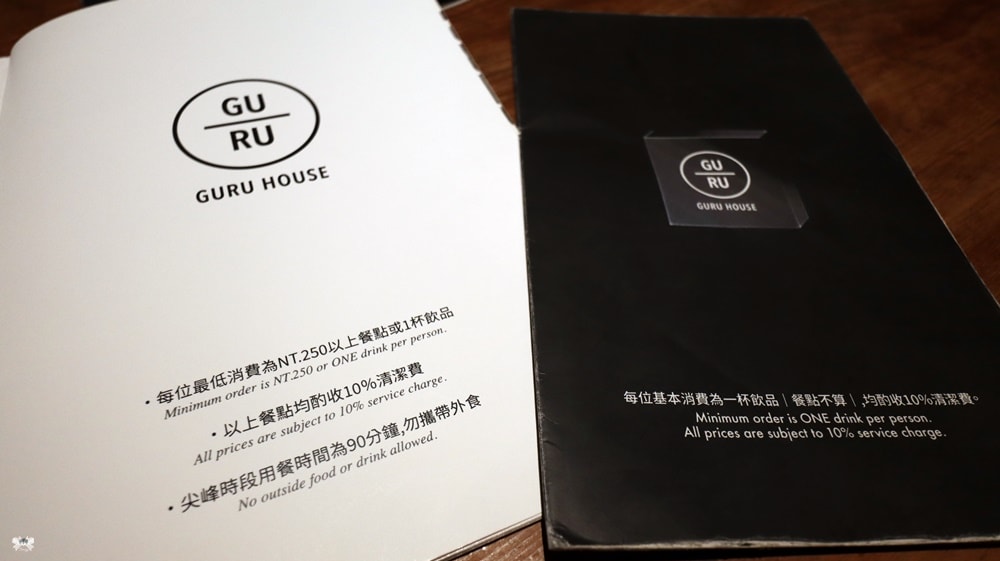 GU
RU
GURU HOUSE
・每位最低消費為NT.250以上餐點或1杯飲品
Minimum order is NT.250 or ONE drink per person.
・以上餐點均酌收10%清潔費
All prices are subject to 10% service charge.
・尖峰時段用餐時間為90分鐘,勿攜帶外食
No outside food or drink allowed.
GU
RU
GURU HOUSE
每位基本消費為一杯飲品｜餐點不算｜,均酌收10%清潔費。
Minimum order is ONE drink per person.
All prices are subject to 10% service charge.